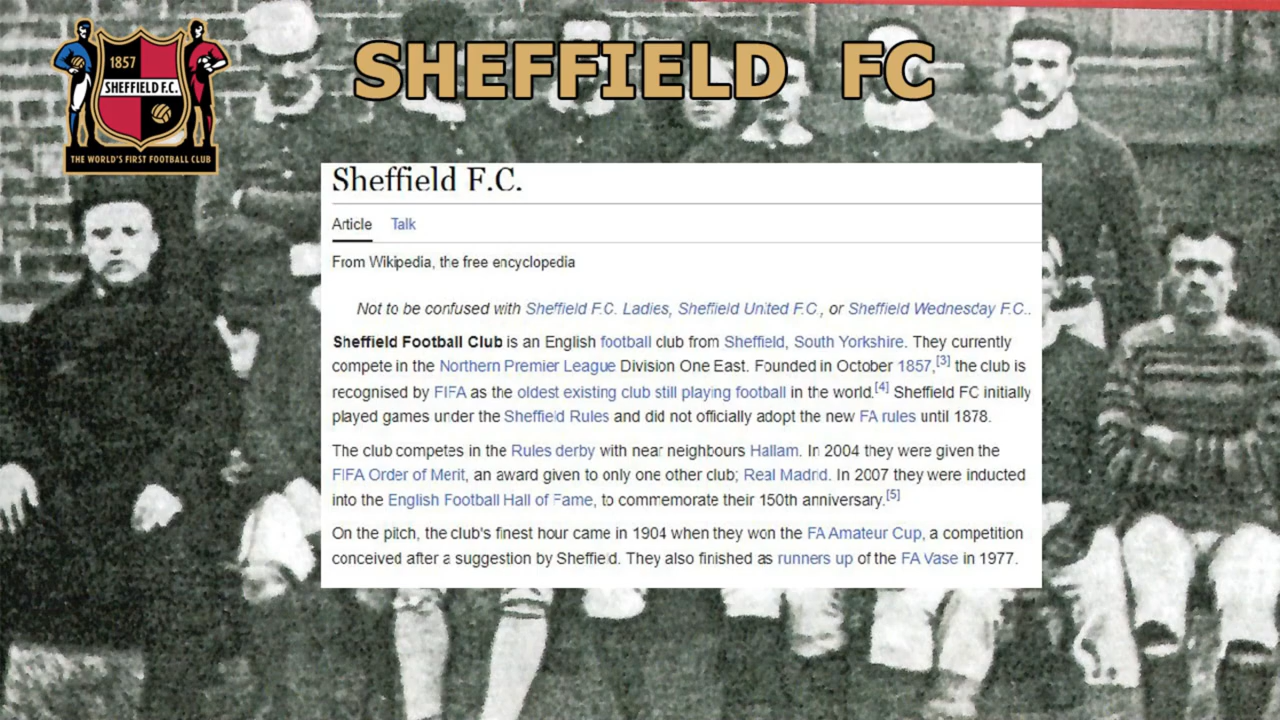 1857
SHEFFIELD F.C.
THE WORLD'S FIRST FOOTBALL CLUB
SHEFFIELD FC
Sheffield F.C.
Article Talk
From Wikipedia, the free encyclopedia
Not to be confused with Sheffield F.C. Ladies, Sheffield United F.C., or Sheffield Wednesday F.C..
Sheffield Football Club is an English football club from Sheffield, South Yorkshire. They currently
compete in the Northern Premier League Division One East. Founded in October 1857,[3] the club is
recognised by FIFA as the oldest existing club still playing football in the world.[4] Sheffield FC initially
played games under the Sheffield Rules and did not officially adopt the new FA rules until 1878.
The club competes in the Rules derby with near neighbours Hallam. In 2004 they were given the
FIFA Order of Merit, an award given to only one other club; Real Madrid. In 2007 they were inducted
into the English Football Hall of Fame, to commemorate their 150th anniversary.[5]
On the pitch, the club's finest hour came in 1904 when they won the FA Amateur Cup, a competition
conceived after a suggestion by Sheffield. They also finished as runners up of the FA Vase in 1977.